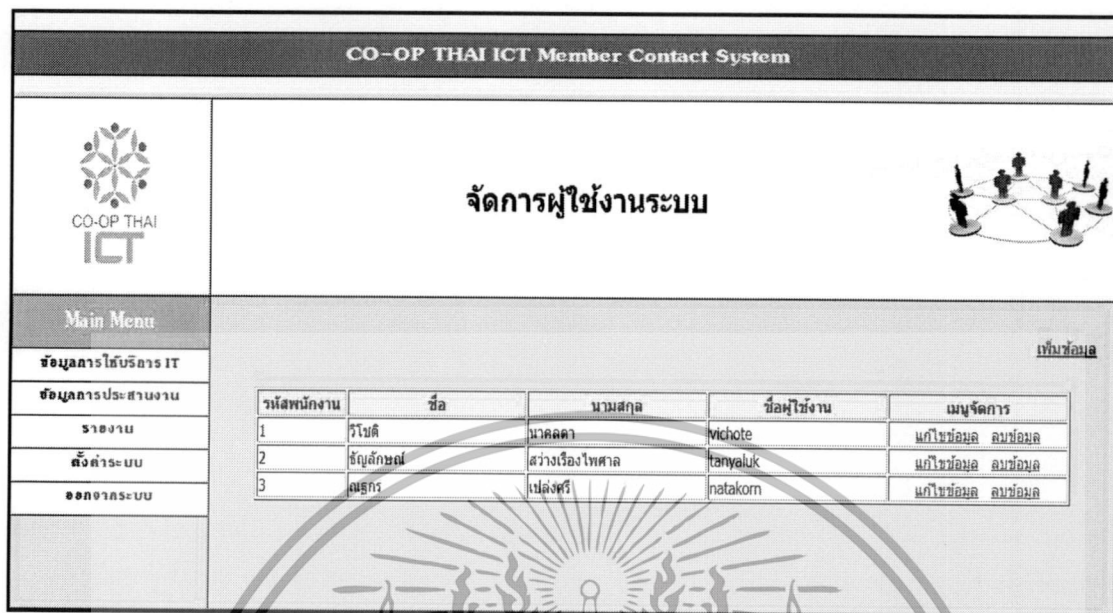 CO-OP THAI ICT Member Contact System
CO-OP THAI
ICT
จัดการผู้ใช้งานระบบ
Main Menu
ข้อมูลการใช้บริการ IT
ข้อมูลการประสานงาน
รายงาน
ตั้งค่าระบบ
ออกจากระบบ
เพิ่มข้อมูล
รหัสพนักงาน ชื่อ นามสกุล ชื่อผู้ใช้งาน เมนูจัดการ
1 วิโชติ นาคลดา vichote แก้ไขข้อมูล ลบข้อมูล
2 ธัญลักษณ์ สว่างเรืองไพศาล tanyaluk แก้ไขข้อมูล ลบข้อมูล
3 ณฐกร เปล่งศรี natakorn แก้ไขข้อมูล ลบข้อมูล